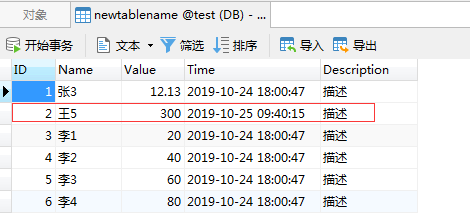 对象 newtablename @test (DB) - ...
开始事务 文本 筛选 排序 导入 导出
ID Name Value Time Description
1 张3 12.13 2019-10-24 18:00:47 描述
2 王5 300 2019-10-25 09:40:15 描述
3 李1 20 2019-10-24 18:00:47 描述
4 李2 40 2019-10-24 18:00:47 描述
5 李3 60 2019-10-24 18:00:47 描述
6 李4 80 2019-10-24 18:00:47 描述